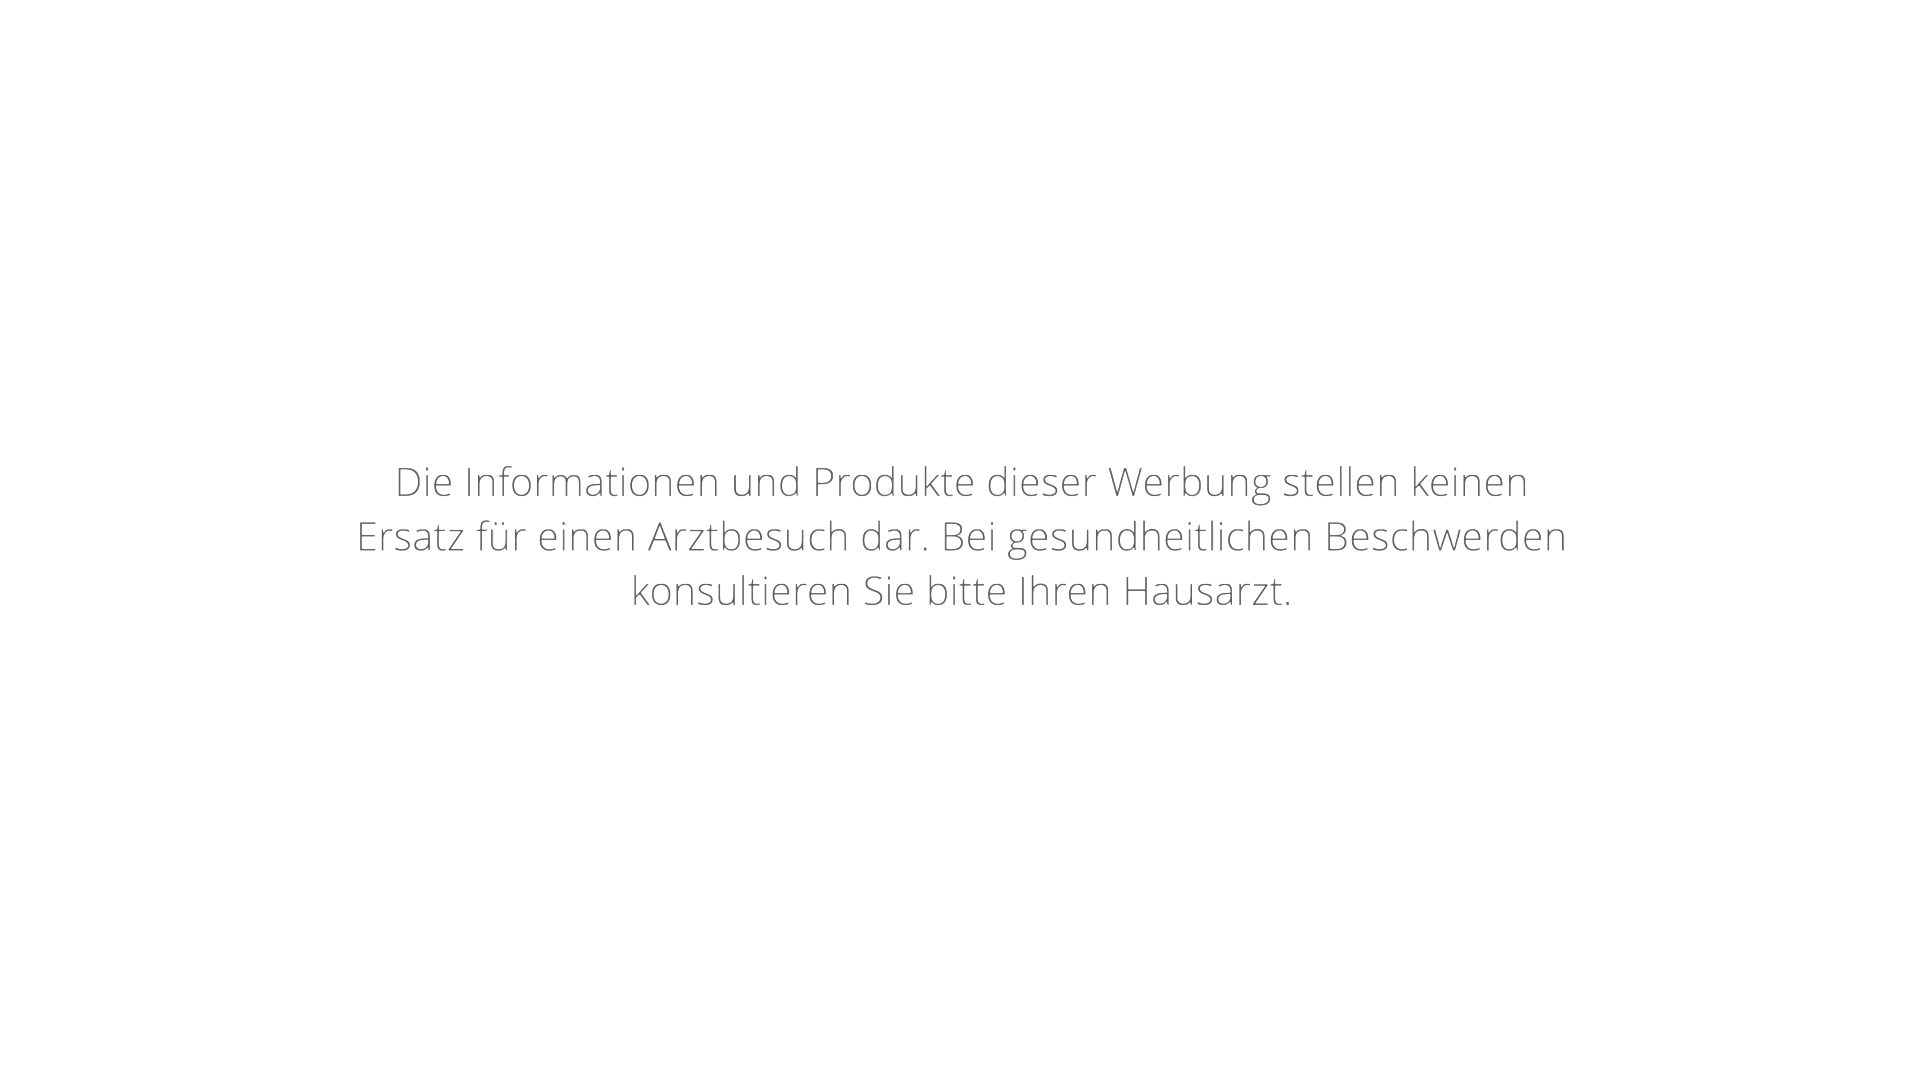 Die Informationen und Produkte dieser Werbung stellen keinen
Ersatz für einen Arztbesuch dar. Bei gesundheitlichen Beschwerden
konsultieren Sie bitte Ihren Hausarzt.